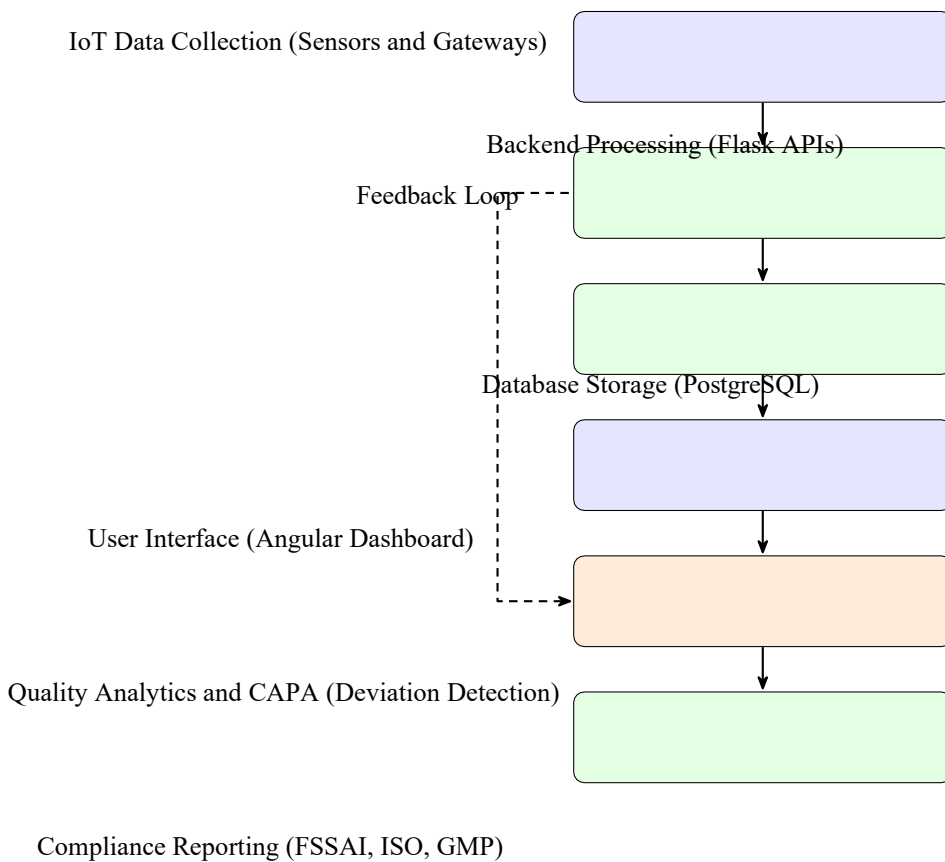 IoT Data Collection (Sensors and Gateways)
Backend Processing (Flask APIs)
Feedback Loop
Database Storage (PostgreSQL)
User Interface (Angular Dashboard)
Quality Analytics and CAPA (Deviation Detection)
Compliance Reporting (FSSAI, ISO, GMP)